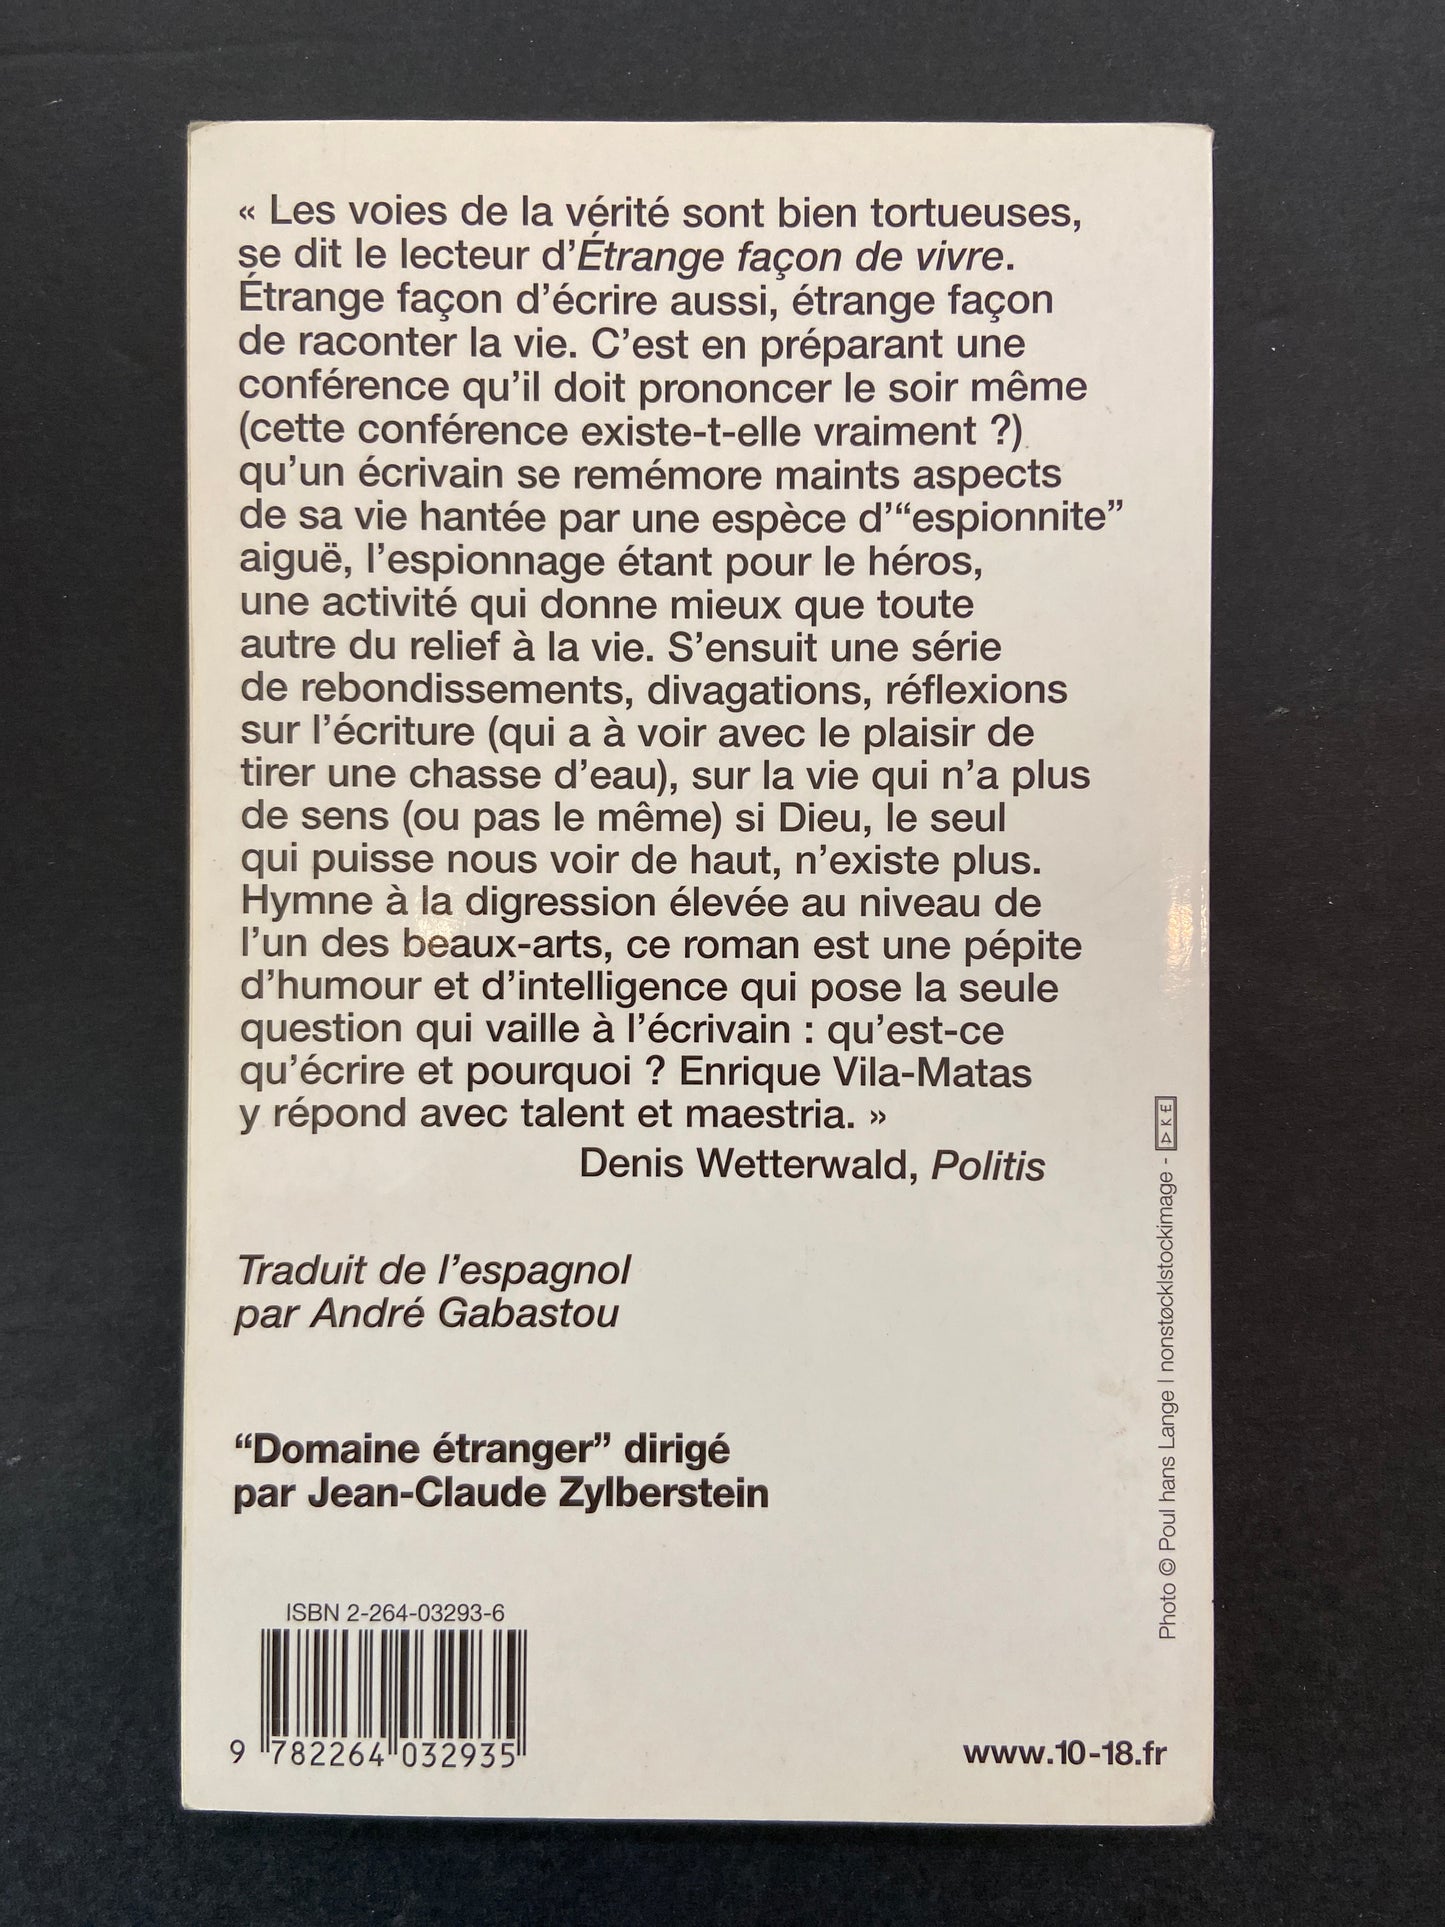 « Les voies de la vérité sont bien tortueuses,
se dit le lecteur d'Étrange façon de vivre.
Étrange façon d'écrire aussi, étrange façon
de raconter la vie. C'est en préparant une
conférence qu'il doit prononcer le soir même
(cette conférence existe-t-elle vraiment ?)
qu'un écrivain se remémore maints aspects
de sa vie hantée par une espèce d'“espionnite”
aiguë, l'espionnage étant pour le héros,
une activité qui donne mieux que toute
autre du relief à la vie. S'ensuit une série
de rebondissements, divagations, réflexions
sur l'écriture (qui a à voir avec le plaisir de
tirer une chasse d'eau), sur la vie qui n'a plus
de sens (ou pas le même) si Dieu, le seul
qui puisse nous voir de haut, n'existe plus.
Hymne à la digression élevée au niveau de
l'un des beaux-arts, ce roman est une pépite
d'humour et d'intelligence qui pose la seule
question qui vaille à l'écrivain : qu'est-ce
qu'écrire et pourquoi ? Enrique Vila-Matas
y répond avec talent et maestria. »
Denis Wetterwald, Politis
Traduit de l'espagnol
par André Gabastou
“Domaine étranger” dirigé
par Jean-Claude Zylberstein
ISBN 2-264-03293-6
9 782264 032935
www.10-18.fr
Photo © Poul hans Lange | nonstøck|stockimage -